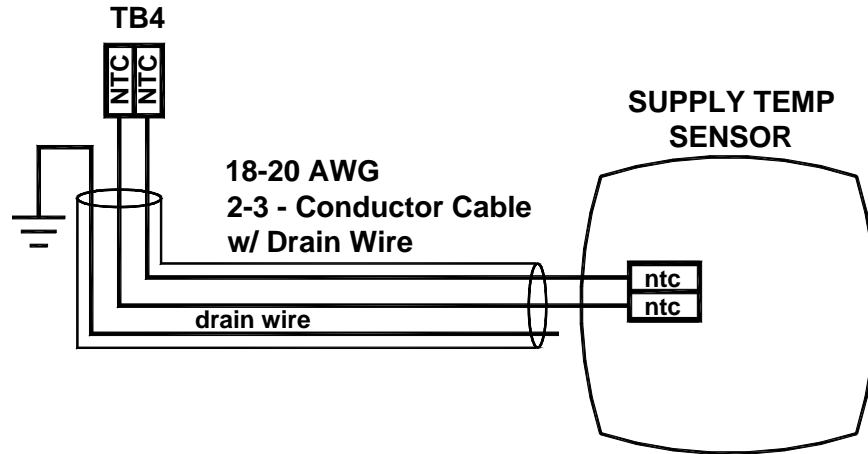 TB4
NTC
NTC
SUPPLY TEMP
SENSOR
18-20 AWG
2-3 - Conductor Cable
w/ Drain Wire
ntc
ntc
drain wire